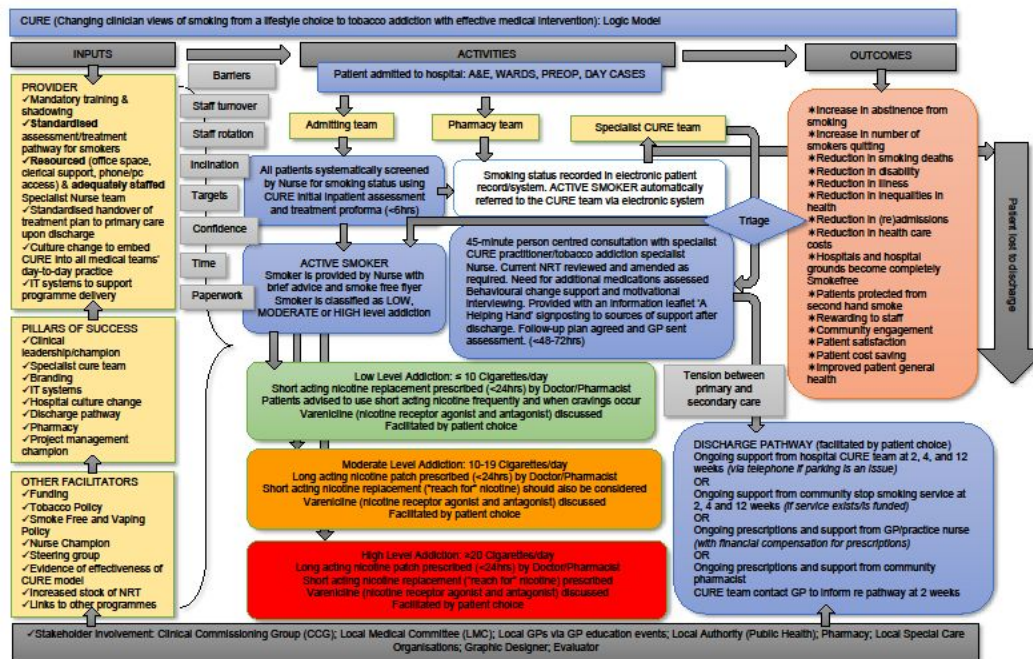 CURE (Changing clinician views of smoking from a lifestyle choice to tobacco addiction with effective medical intervention): Logic Model
INPUTS
PROVIDER
✓Mandatory training &
shadowing
✓Standardised
assessment/treatment
pathway for smokers
✓Resourced (office space,
clerical support, phone/pc
access) & adequately staffed
Specialist Nurse team
✓Standardised handover of
treatment plan to primary care
upon discharge
✓Culture change to embed
CURE into all medical teams'
day-to-day practice
✓IT systems to support
programme delivery
PILLARS OF SUCCESS
✓Clinical
leadership/champion
✓Specialist cure team
✓Branding
✓IT systems
✓Hospital culture change
✓Discharge pathway
✓Pharmacy
✓Project management
champion
OTHER FACILITATORS
✓Funding
✓Tobacco Policy
✓Smoke Free and Vaping
Policy
✓Nurse Champion
✓Steering group
✓Evidence of effectiveness of
CURE model
✓Increased stock of NRT
✓Links to other programmes
Barriers
Staff turnover
Staff rotation
Inclination
Targets
Confidence
Time
Paperwork
ACTIVITIES
Patient admitted to hospital: A&E, WARDS, PREOP, DAY CASES
Admitting team
Pharmacy team
Specialist CURE team
All patients systematically screened
by Nurse for smoking status using
CURE initial inpatient assessment
and treatment proforma (<6hrs)
Smoking status recorded in electronic patient
record/system. ACTIVE SMOKER automatically
referred to the CURE team via electronic system
Triage
ACTIVE SMOKER
Smoker is provided by Nurse with
brief advice and smoke free flyer
Smoker is classified as LOW,
MODERATE or HIGH level addiction
45-minute person centred consultation with specialist
CURE practitioner/tobacco addiction specialist
Nurse. Current NRT reviewed and amended as
required. Need for additional medications assessed
Behavioural change support and motivational
interviewing. Provided with an information leaflet 'A
Helping Hand' signposting to sources of support after
discharge. Follow-up plan agreed and GP sent
assessment. (<48-72hrs)
Low Level Addiction: ≤ 10 Cigarettes/day
Short acting nicotine replacement prescribed (<24hrs) by Doctor/Pharmacist
Patients advised to use short acting nicotine frequently and when cravings occur
Varenicline (nicotine receptor agonist and antagonist) discussed
Facilitated by patient choice
Moderate Level Addiction: 10-19 Cigarettes/day
Long acting nicotine patch prescribed (<24hrs) by Doctor/Pharmacist
Short acting nicotine replacement ("reach for" nicotine) should also be considered
Varenicline (nicotine receptor agonist and antagonist) discussed
Facilitated by patient choice
High Level Addiction: +20 Cigarettes/day
Long acting nicotine patch prescribed (<24hrs) by Doctor/Pharmacist
Short acting nicotine replacement ("reach for" nicotine) prescribed
Varenicline (nicotine receptor agonist and antagonist) discussed
Facilitated by patient choice
Tension between
primary and
secondary care
OUTCOMES
✶Increase in abstinence from
smoking
✶Increase in number of
smokers quitting
✶Reduction in smoking deaths
✶Reduction in disability
✶Reduction in illness
✶Reduction in inequalities in
health
✶Reduction in (re)admissions
✶Reduction in health care
costs
✶Hospitals and hospital
grounds become completely
Smokefree
✶Patients protected from
second hand smoke
✶Rewarding to staff
✶Community engagement
✶Patient satisfaction
✶Patient cost saving
✶Improved patient general
health
Patient lost to discharge
DISCHARGE PATHWAY (facilitated by patient choice)
Ongoing support from hospital CURE team at 2, 4, and 12
weeks (via telephone if parking is an issue)
OR
Ongoing support from community stop smoking service at
2, 4 and 12 weeks (if service exists/is funded)
OR
Ongoing prescriptions and support from GP/practice nurse
(with financial compensation for prescriptions)
OR
Ongoing prescriptions and support from community
pharmacist
CURE team contact GP to inform re pathway at 2 weeks
✓Stakeholder Involvement: Clinical Commissioning Group (CCG); Local Medical Committee (LMC); Local GPs via GP education events; Local Authority (Public Health); Pharmacy; Local Special Care
Organisations; Graphic Designer; Evaluator